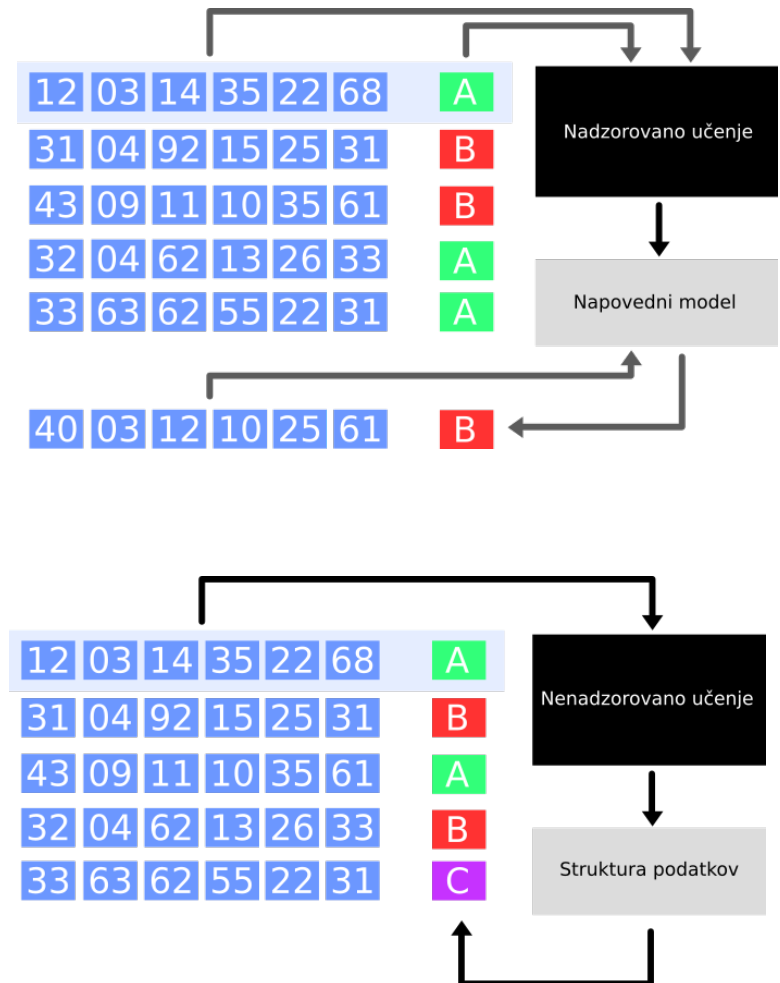 12 03 14 35 22 68 A
Nadzorovano učenje
31 04 92 15 25 31 B
43 09 11 10 35 61 B
32 04 62 13 26 33 A
Napovedni model
33 63 62 55 22 31 A
40 03 12 10 25 61 B
12 03 14 35 22 68 A
Nenadzorovano učenje
31 04 92 15 25 31 B
43 09 11 10 35 61 A
32 04 62 13 26 33 B
Struktura podatkov
33 63 62 55 22 31 C